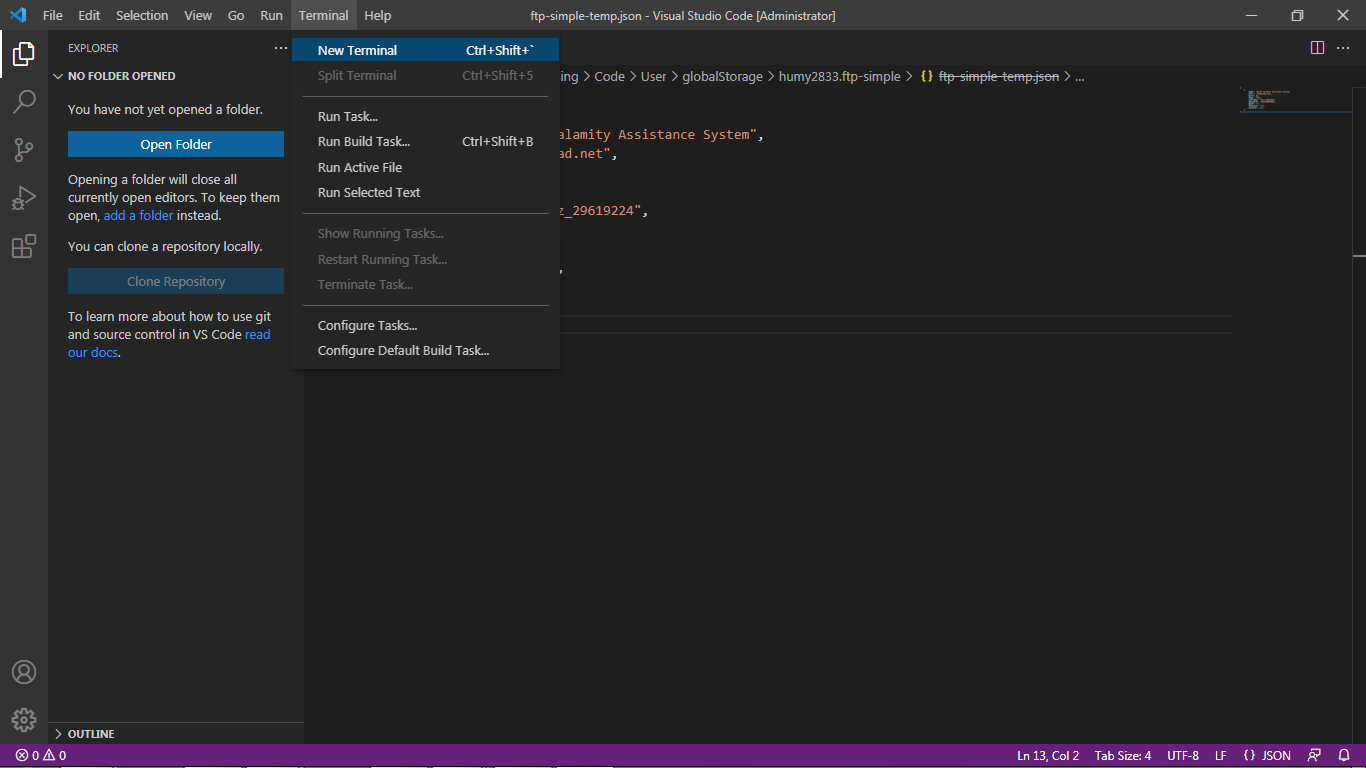 File Edit Selection View Go Run Terminal Help
ftp-simple-temp.json - Visual Studio Code [Administrator]
EXPLORER
NO FOLDER OPENED
You have not yet opened a folder.
Open Folder
Opening a folder will close all
currently open editors. To keep them
open, add a folder instead.
You can clone a repository locally.
Clone Repository
To learn more about how to use git
and source control in VS Code read
our docs.
OUTLINE
New Terminal Ctrl+Shift+`
Split Terminal Ctrl+Shift+5
Run Task...
Run Build Task... Ctrl+Shift+B
Run Active File
Run Selected Text
Show Running Tasks...
Restart Running Task...
Terminate Task...
Configure Tasks...
Configure Default Build Task...
ing > Code > User > globalStorage > humy2833.ftp-simple > {} ftp-simple-temp.json > ...
alamity Assistance System",
ad.net",
z_29619224",
,
0 0
Ln 13, Col 2 Tab Size: 4 UTF-8 LF {} JSON